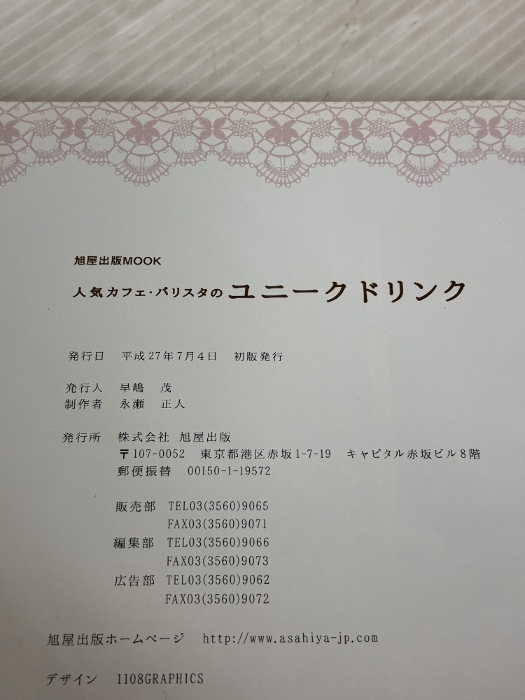 旭屋出版MOOK
人気カフェ・バリスタの ユニークドリンク
発行日 平成27年7月4日 初版発行
発行人 早嶋 茂
制作者 永瀬 正人
発行所 株式会社 旭屋出版
〒107-0052 東京都港区赤坂1-7-19 キャピタル赤坂ビル8階
郵便振替 00150-1-19572
販売部 TEL03(3560)9065
FAX03(3560)9071
編集部 TEL03(3560)9066
FAX03(3560)9073
広告部 TEL03(3560)9062
FAX03(3560)9072
旭屋出版ホームページ http://www.asahiya-jp.com
デザイン 1108GRAPHICS